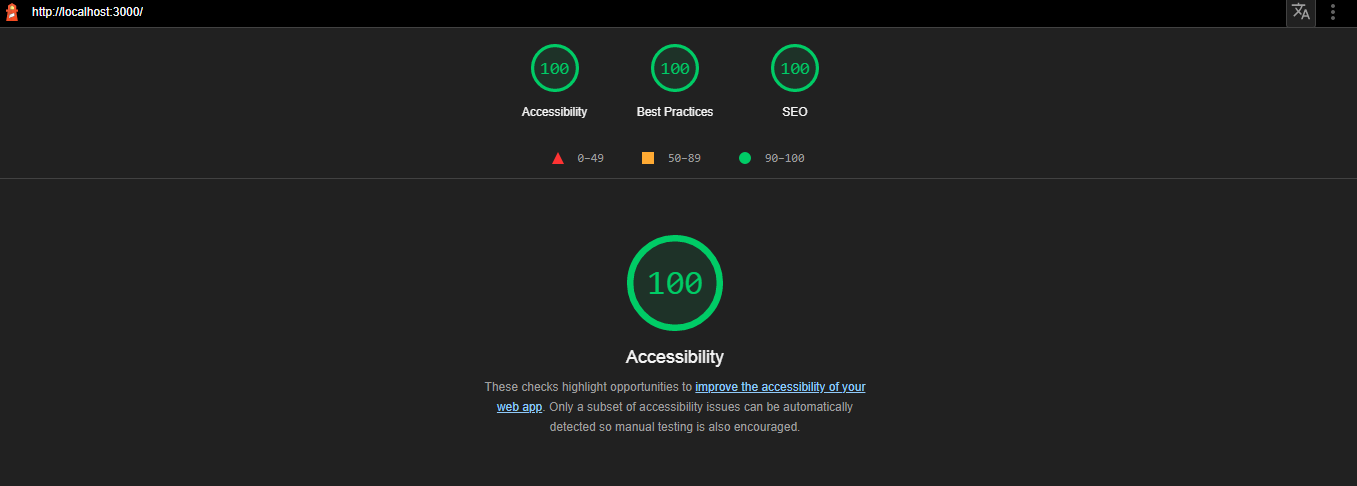 http://localhost:3000/
100 100 100
Accessibility Best Practices SEO
0–49 50–89 90–100
100
Accessibility
These checks highlight opportunities to improve the accessibility of your
web app. Only a subset of accessibility issues can be automatically
detected so manual testing is also encouraged.